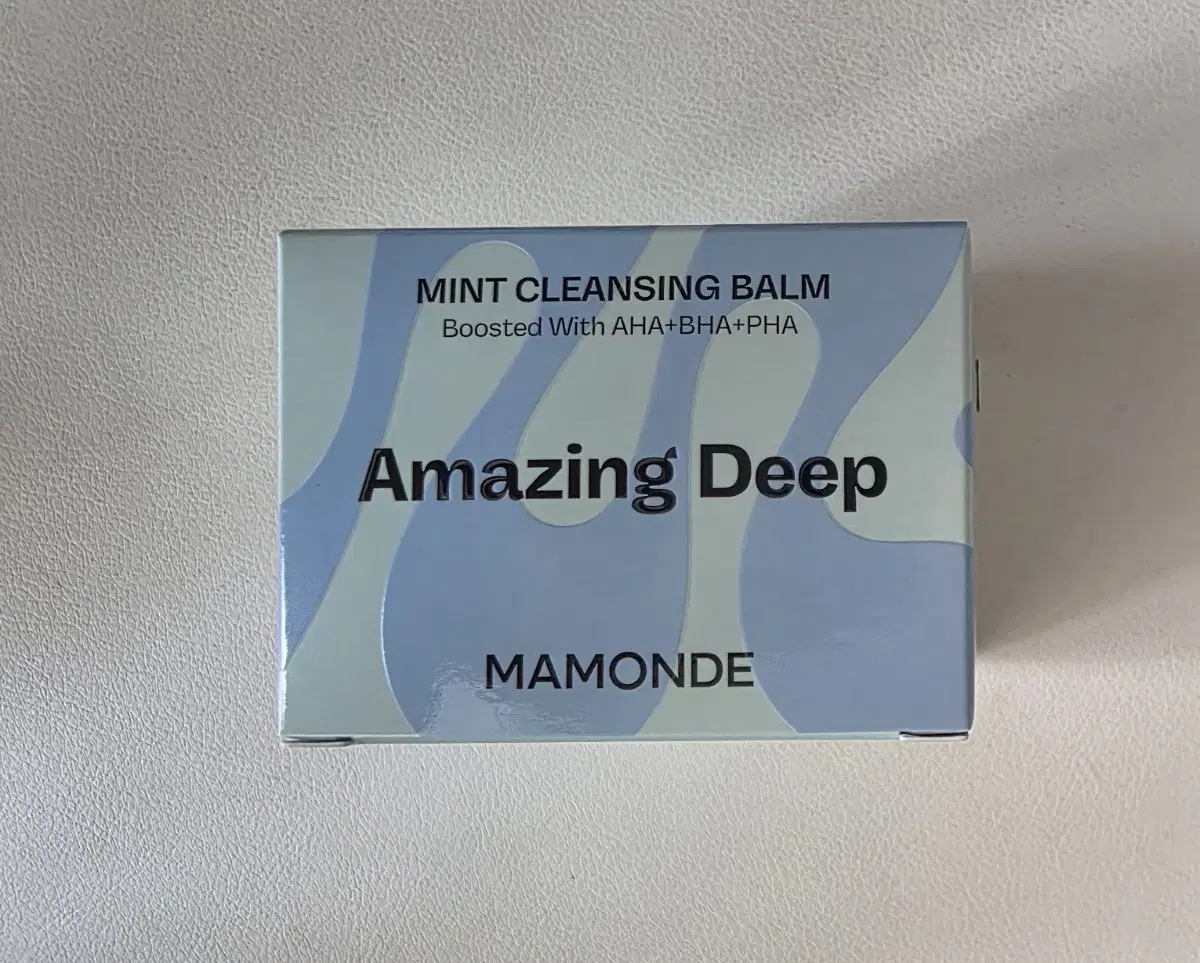 MINT CLEANSING BALM
Boosted With AHA+BHA+PHA
Amazing Deep
MAMONDE